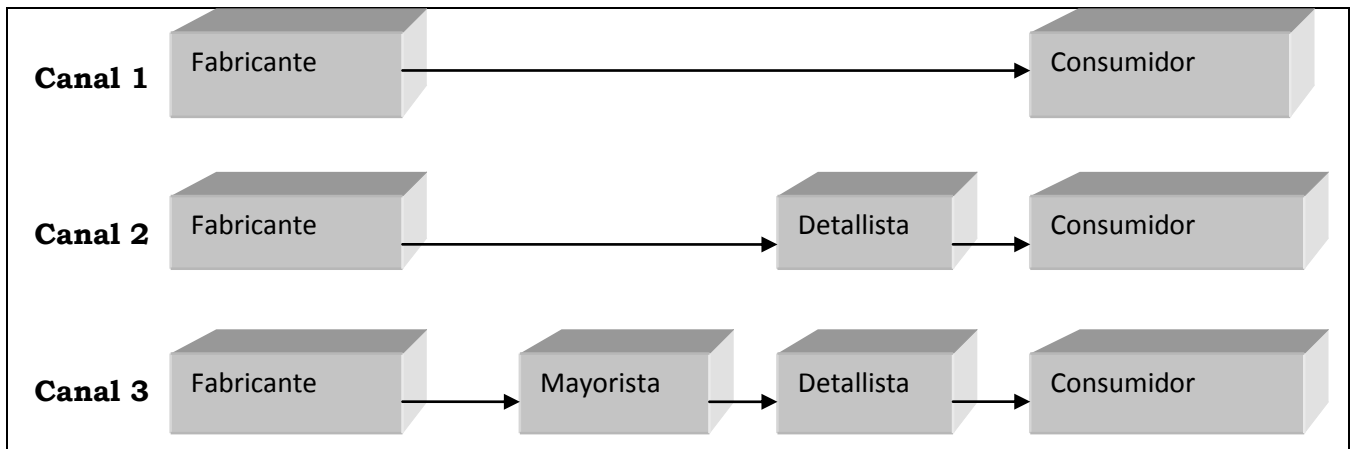 Canal 1 Fabricante Consumidor
Canal 2 Fabricante Detallista Consumidor
Canal 3 Fabricante Mayorista Detallista Consumidor